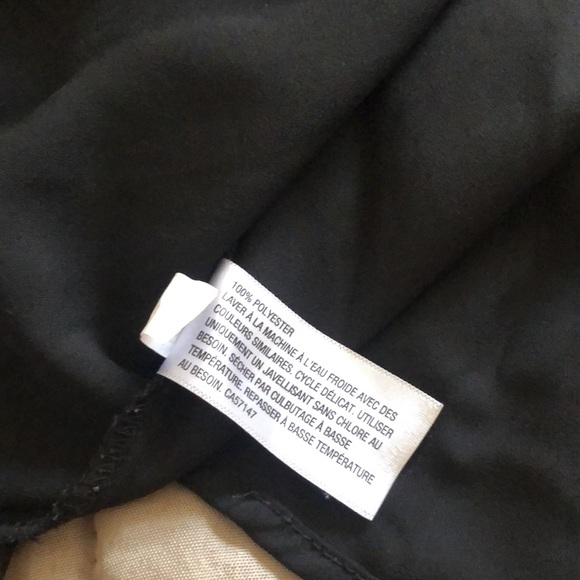 100% POLYESTER
LAVER À LA MACHINE À L'EAU FROIDE AVEC DES
COULEURS SIMILAIRES, CYCLE DÉLICAT. UTILISER
UNIQUEMENT UN JAVELLISANT SANS CHLORE AU
BESOIN. SÉCHER PAR CULBUTAGE À BASSE
TEMPÉRATURE. REPASSER À BASSE TEMPÉRATURE
AU BESOIN. CA57147